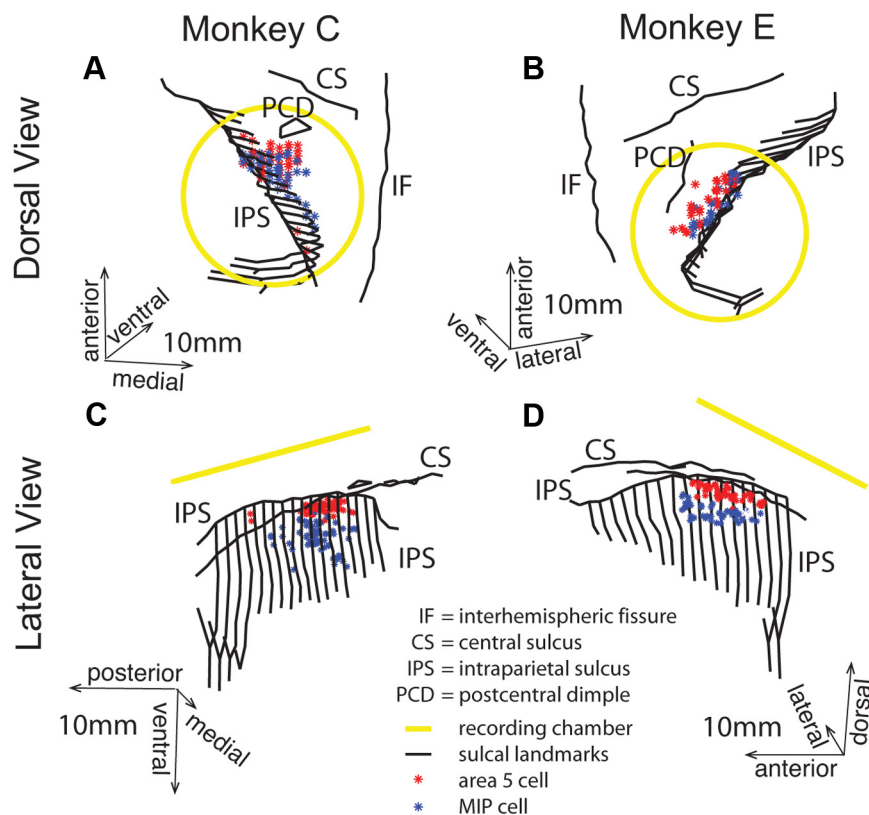 Monkey C
Monkey E
Dorsal View
A
CS
PCD
IF
IPS
anterior
ventral
10mm
medial
B
CS
PCD
IPS
IF
10mm
anterior
ventral
lateral
Lateral View
C
CS
IPS
IPS
posterior
10mm
ventral
medial
D
CS
IPS
IPS
10mm
lateral
dorsal
anterior
IF = interhemispheric fissure
CS = central sulcus
IPS = intraparietal sulcus
PCD = postcentral dimple
recording chamber
sulcal landmarks
* area 5 cell
* MIP cell